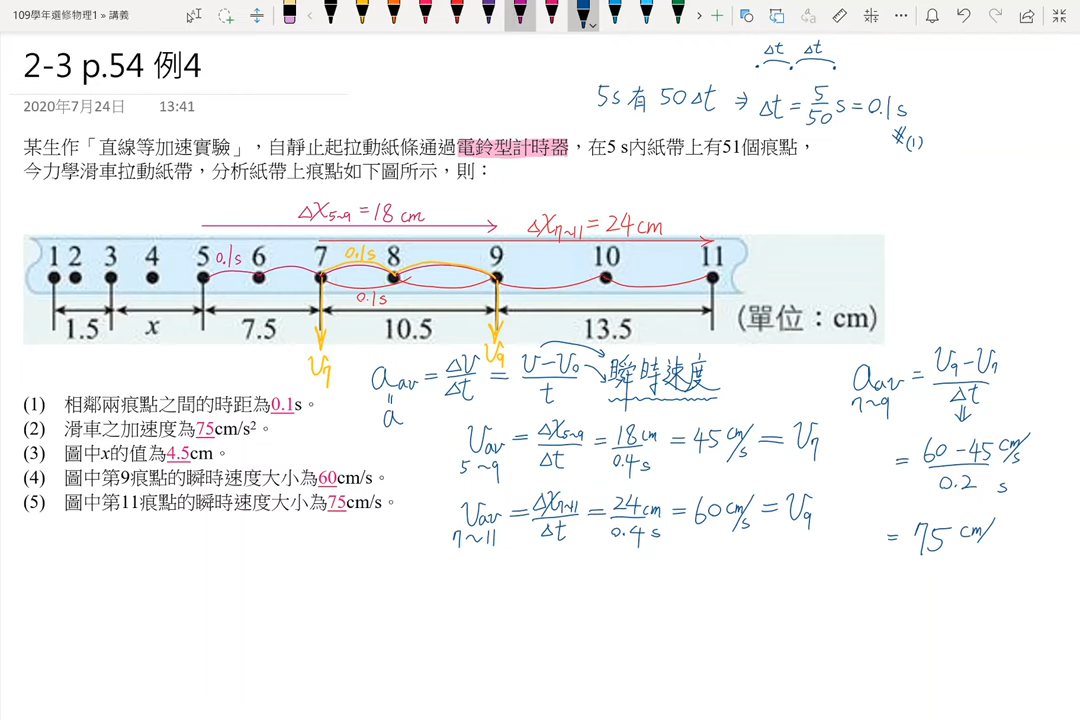 109學年選修物理1 » 講義
2-3 p.54 例4
2020年7月24日 13:41
Δt Δt
5s有 50Δt ⇒ Δt = 5/50 s = 0.1s
#(1)
某生作「直線等加速實驗」，自靜止起拉動紙條通過電鈴型計時器，在5 s內紙帶上有51個痕點，
今力學滑車拉動紙帶，分析紙帶上痕點如下圖所示，則：
ΔX5~9 = 18 cm
ΔX7~11 = 24 cm
1 2 3 4 5 0.1s 6 7 0.1s 8 9 10 11
0.1s
1.5 x 7.5 10.5 13.5 (單位：cm)
V7 V9
aav = ΔV/Δt = V-V0/t 瞬時速度
"
a
aav 7~9 = V9-V7/Δt
⇓
= 60-45 cm/s / 0.2 s
= 75 cm/
Vav 5~9 = ΔX5~9/Δt = 18cm/0.4s = 45 cm/s = V7
Vav 7~11 = ΔX7~11/Δt = 24cm/0.4s = 60 cm/s = V9
(1) 相鄰兩痕點之間的時距為0.1s。
(2) 滑車之加速度為75cm/s²。
(3) 圖中x的值為4.5cm。
(4) 圖中第9痕點的瞬時速度大小為60cm/s。
(5) 圖中第11痕點的瞬時速度大小為75cm/s。